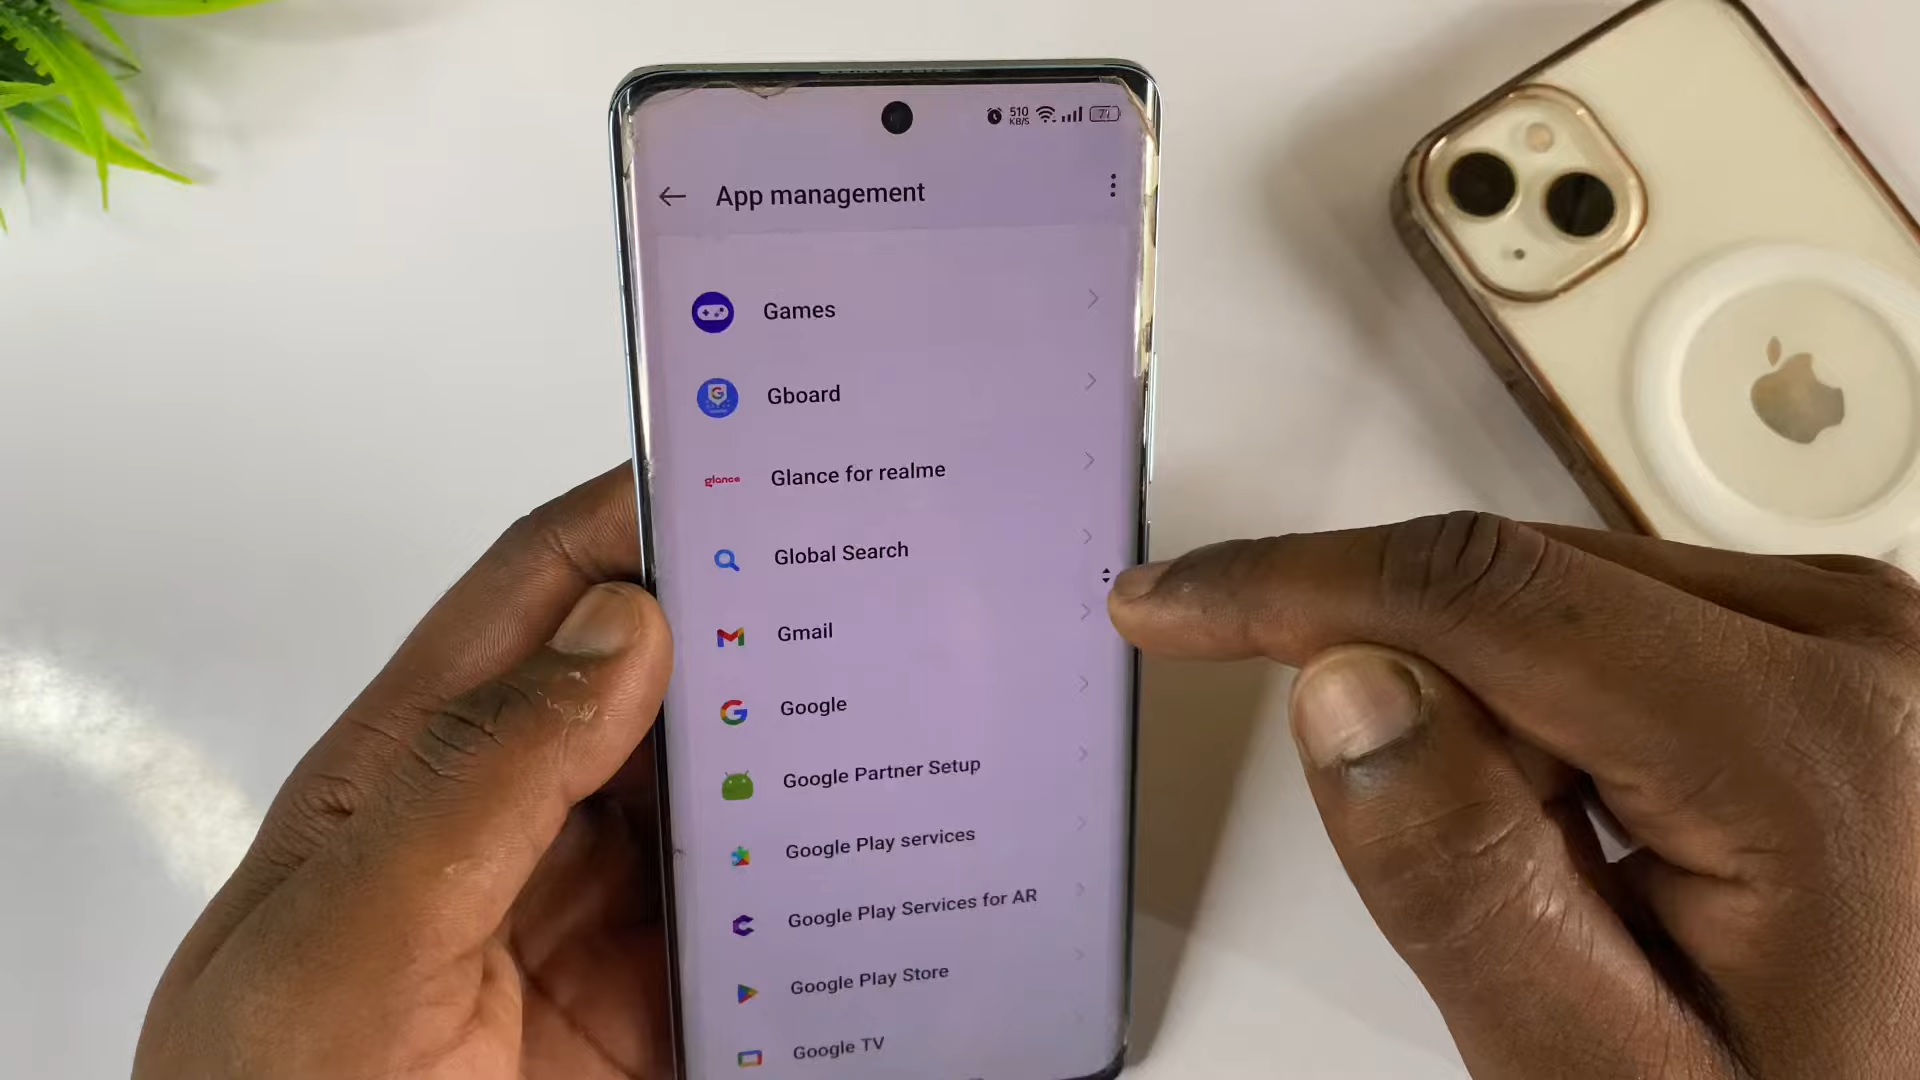 510
KB/S
App management
Games
Gboard
glance
Glance for realme
Global Search
Gmail
Google
Google Partner Setup
Google Play services
Google Play Services for AR
Google Play Store
Google TV